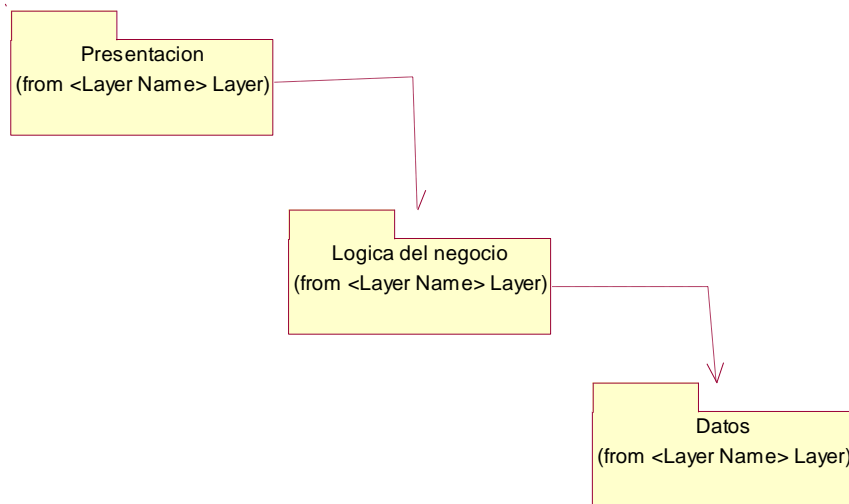 Presentacion
(from <Layer Name> Layer)
Logica del negocio
(from <Layer Name> Layer)
Datos
(from <Layer Name> Layer)